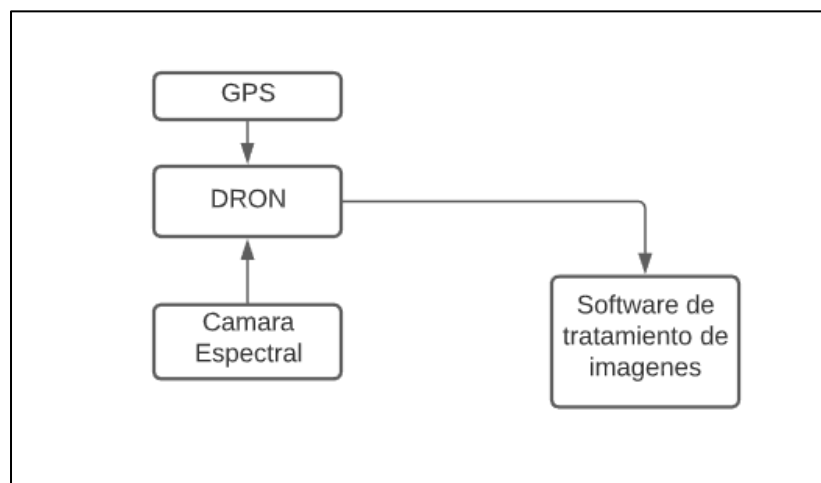 GPS
DRON
Camara
Espectral
Software de
tratamiento de
imagenes